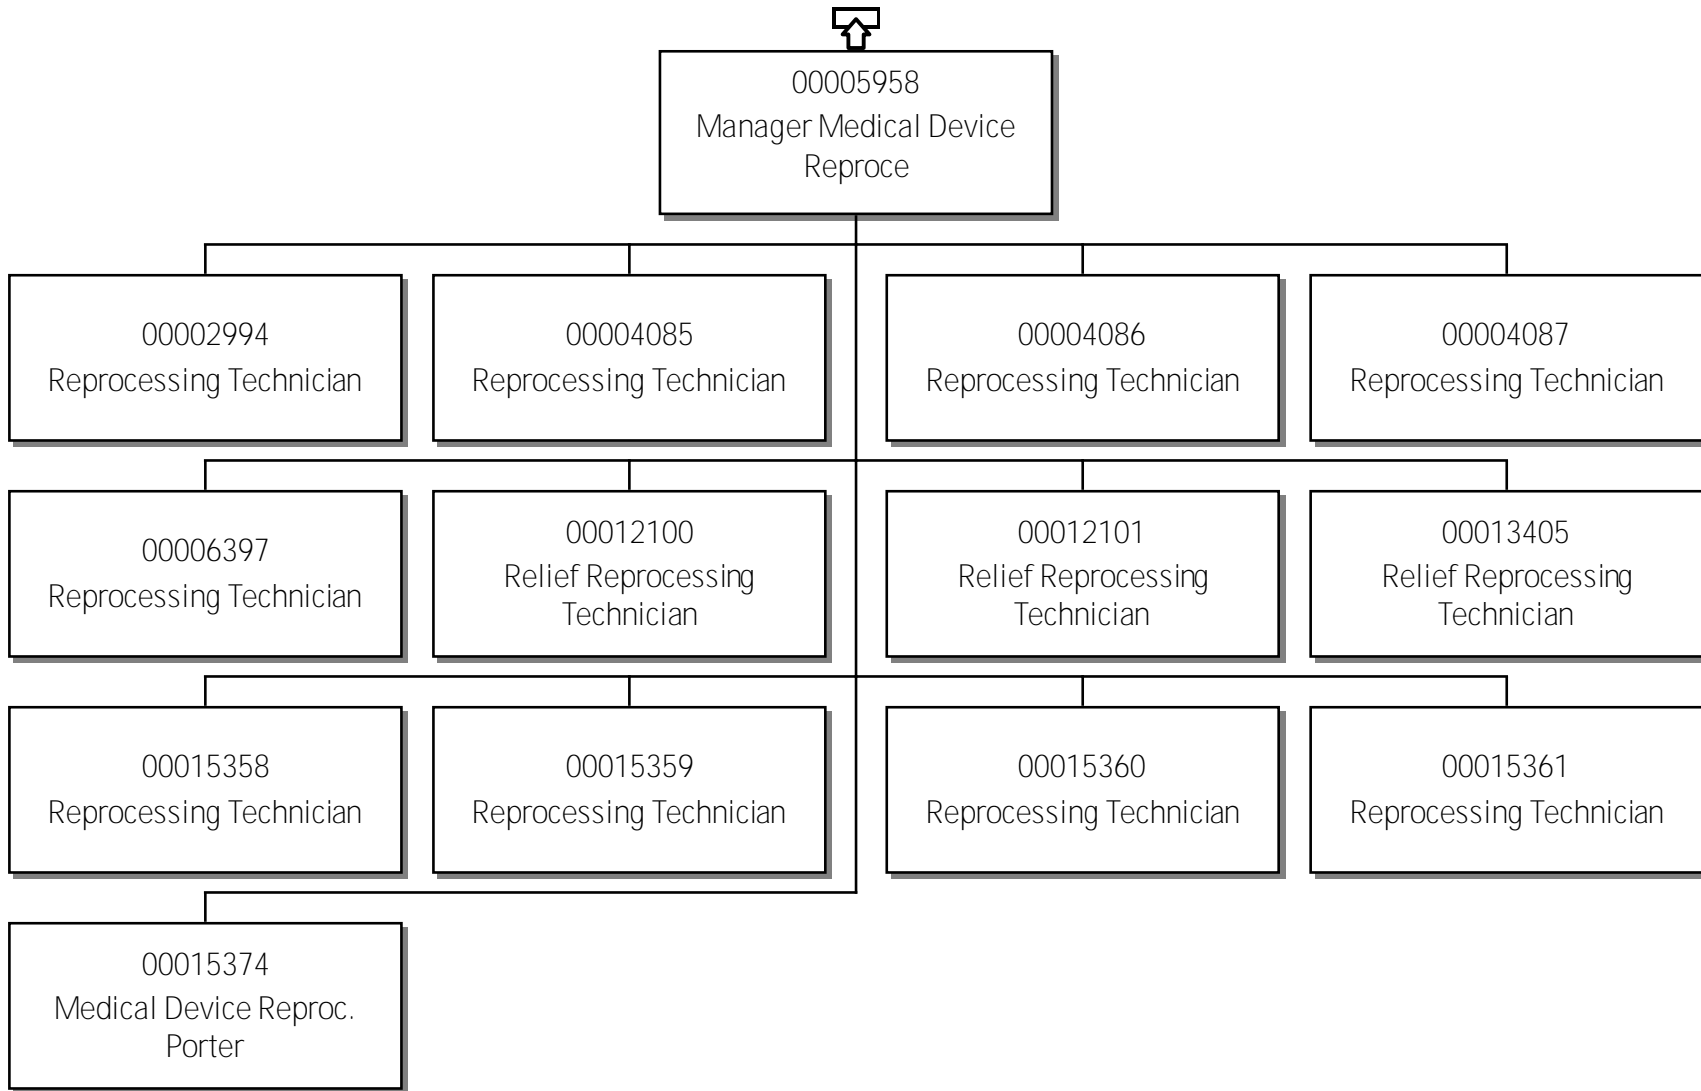 00005958
Manager Medical Device
Reproce
00002994
Reprocessing Technician
00004085
Reprocessing Technician
00004086
Reprocessing Technician
00004087
Reprocessing Technician
00006397
Reprocessing Technician
00012100
Relief Reprocessing
Technician
00012101
Relief Reprocessing
Technician
00013405
Relief Reprocessing
Technician
00015358
Reprocessing Technician
00015359
Reprocessing Technician
00015360
Reprocessing Technician
00015361
Reprocessing Technician
00015374
Medical Device Reproc.
Porter